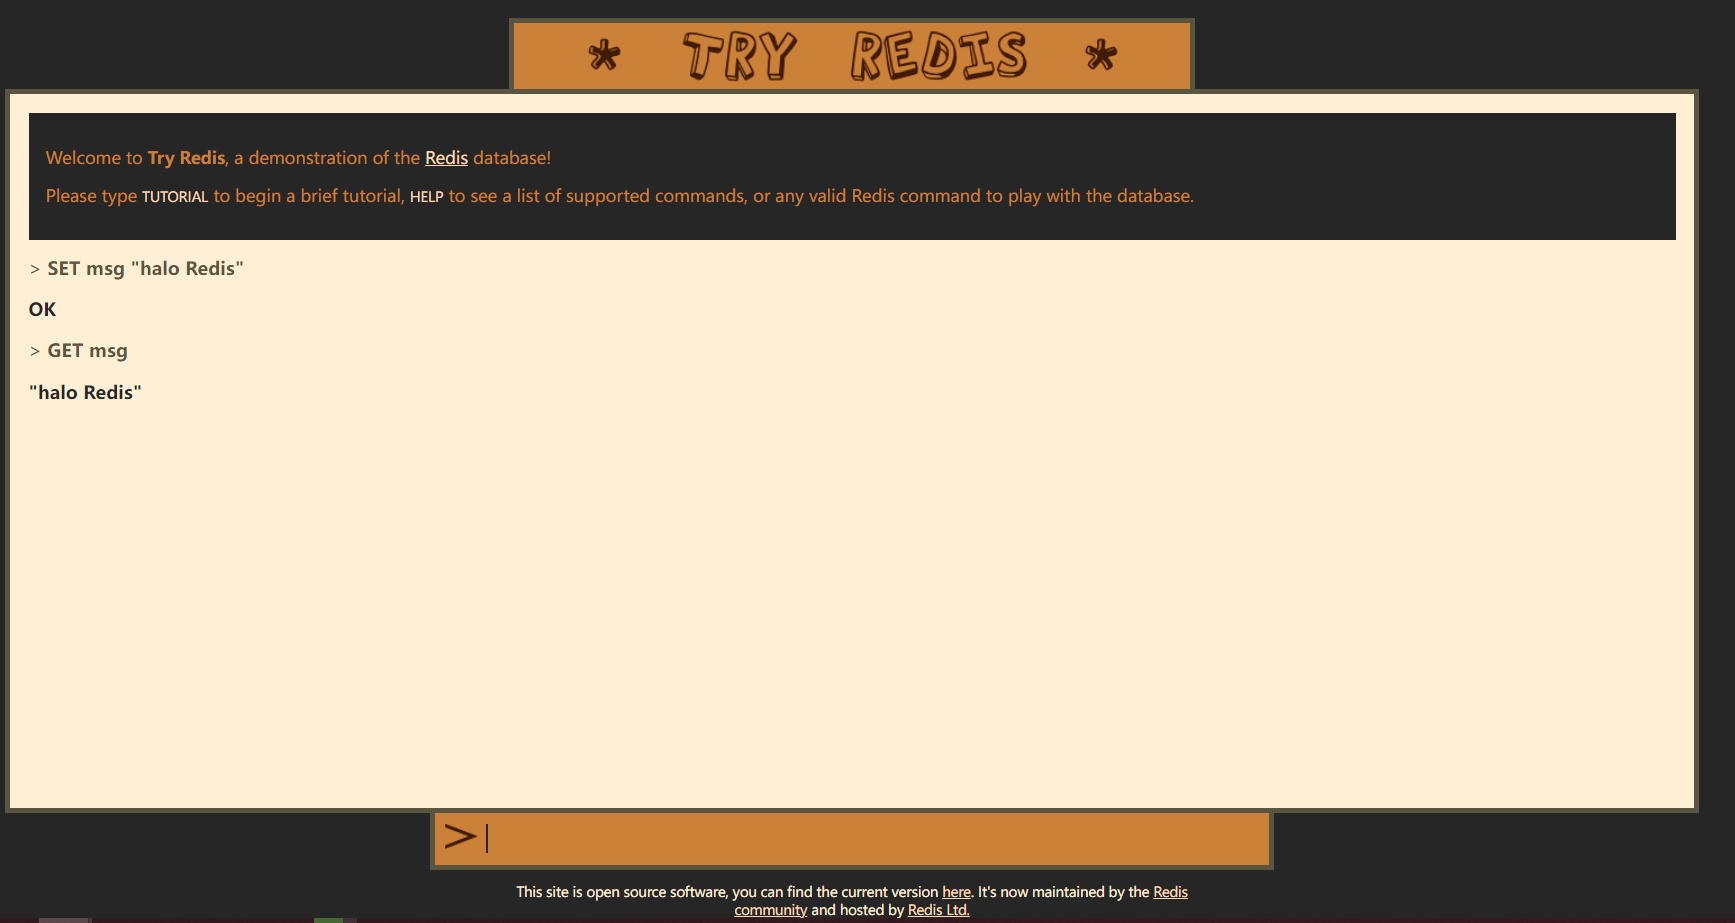 * TRY REDIS *
Welcome to Try Redis, a demonstration of the Redis database!
Please type TUTORIAL to begin a brief tutorial, HELP to see a list of supported commands, or any valid Redis command to play with the database.
> SET msg "halo Redis"
OK
> GET msg
"halo Redis"
>
This site is open source software, you can find the current version here. It's now maintained by the Redis
community and hosted by Redis Ltd.